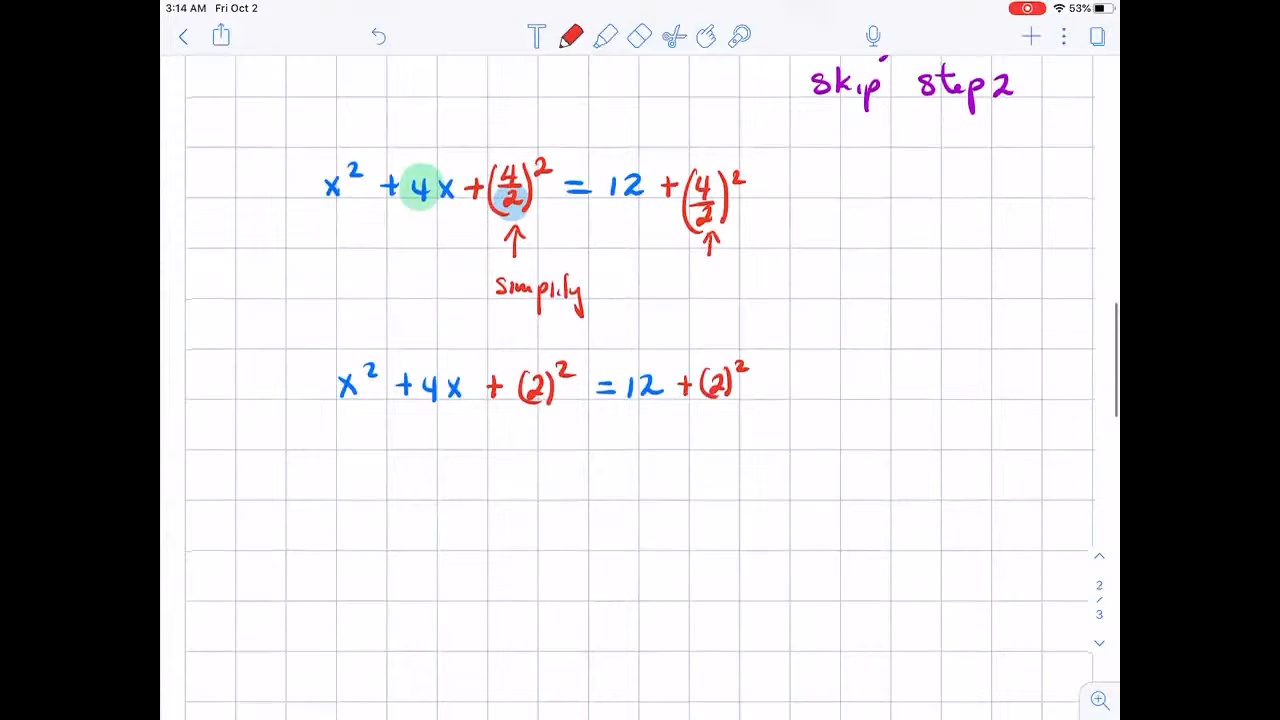 3:14 AM Fri Oct 2 53%
T
skip step 2
x² + 4x + (4/2)² = 12 + (4/2)²
simplify
x² + 4x + (2)² = 12 + (2)²
2
/
3